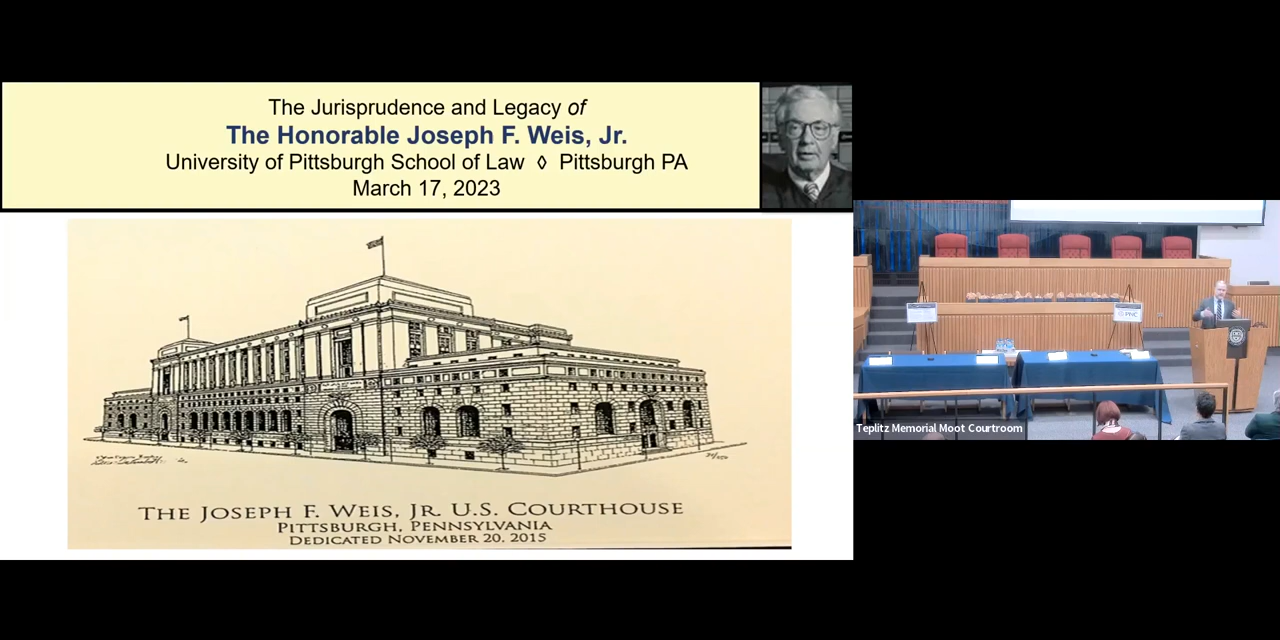 The Jurisprudence and Legacy of
The Honorable Joseph F. Weis, Jr.
University of Pittsburgh School of Law ◊ Pittsburgh PA
March 17, 2023
THE JOSEPH F. WEIS, JR. U.S. COURTHOUSE
PITTSBURGH, PENNSYLVANIA
DEDICATED NOVEMBER 20, 2015
PNC
Teplitz Memorial Moot Courtroom